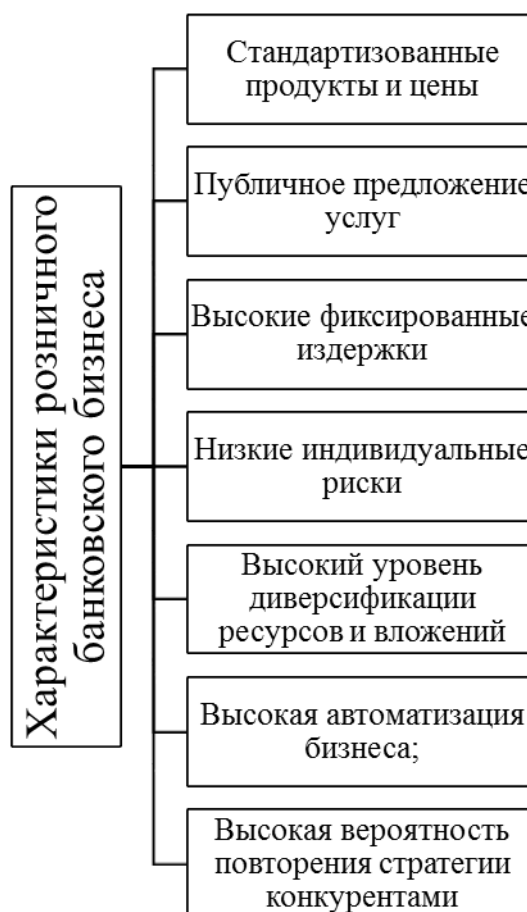 Характеристики розничного
банковского бизнеса
Стандартизованные
продукты и цены
Публичное предложение
услуг
Высокие фиксированные
издержки
Низкие индивидуальные
риски
Высокий уровень
диверсификации
ресурсов и вложений
Высокая автоматизация
бизнеса;
Высокая вероятность
повторения стратегии
конкурентами